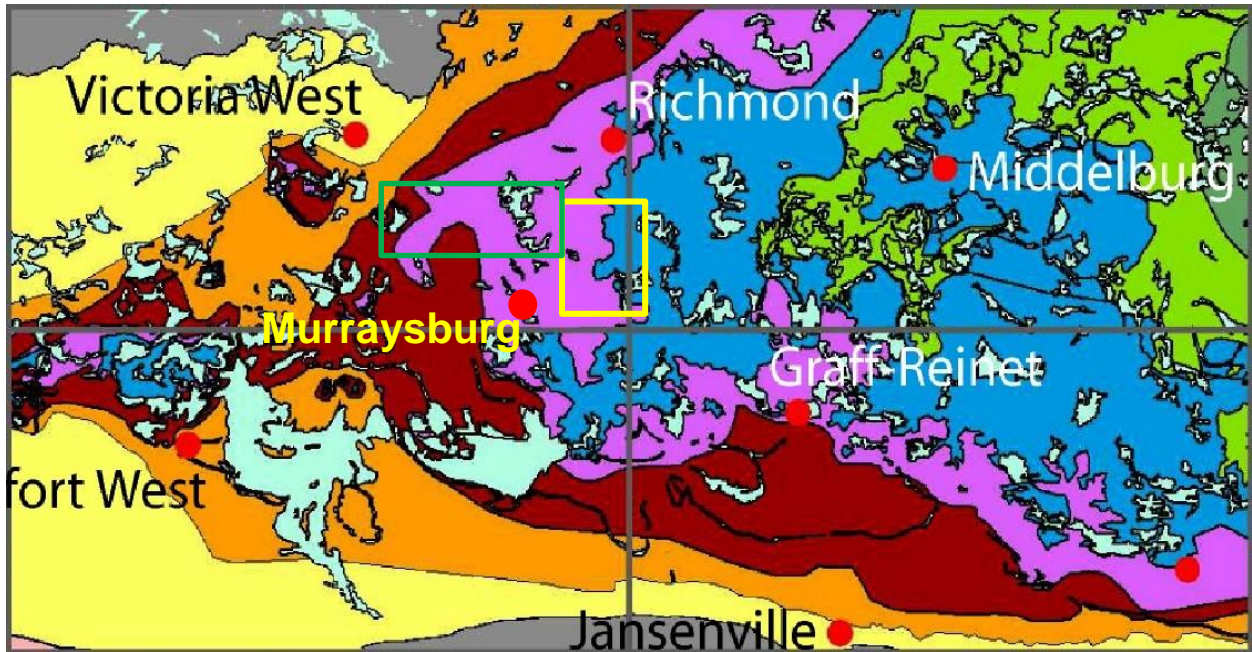 Victoria West
Richmond
Middelburg
Murraysburg
Graff-Reinet
fort West
Jansenville